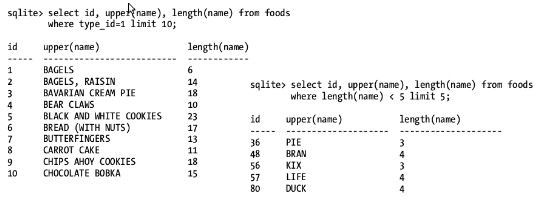 sqlite> select id, upper(name), length(name) from foods
where type_id=1 limit 10;
id upper(name) length(name)
----- -------------------------- ------------
1 BAGELS 6
2 BAGELS, RAISIN 14
3 BAVARIAN CREAM PIE 18
4 BEAR CLAWS 10
5 BLACK AND WHITE COOKIES 23
6 BREAD (WITH NUTS) 17
7 BUTTERFINGERS 13
8 CARROT CAKE 11
9 CHIPS AHOY COOKIES 18
10 CHOCOLATE BOBKA 15
sqlite> select id, upper(name), length(name) from foods
where length(name) < 5 limit 5;
id upper(name) length(name)
----- ------------------ --------------------
36 PIE 3
48 BRAN 4
56 KIX 3
57 LIFE 4
80 DUCK 4